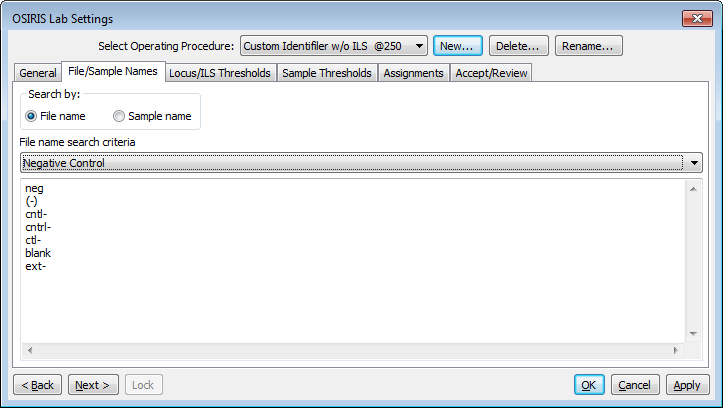 OSIRIS Lab Settings
Select Operating Procedure: Custom Identifiler w/o ILS @250 New... Delete... Rename...
General File/Sample Names Locus/ILS Thresholds Sample Thresholds Assignments Accept/Review
Search by:
File name Sample name
File name search criteria
Negative Control
neg
(-)
cntl-
cntrl-
ctl-
blank
ext-
< Back Next > Lock OK Cancel Apply